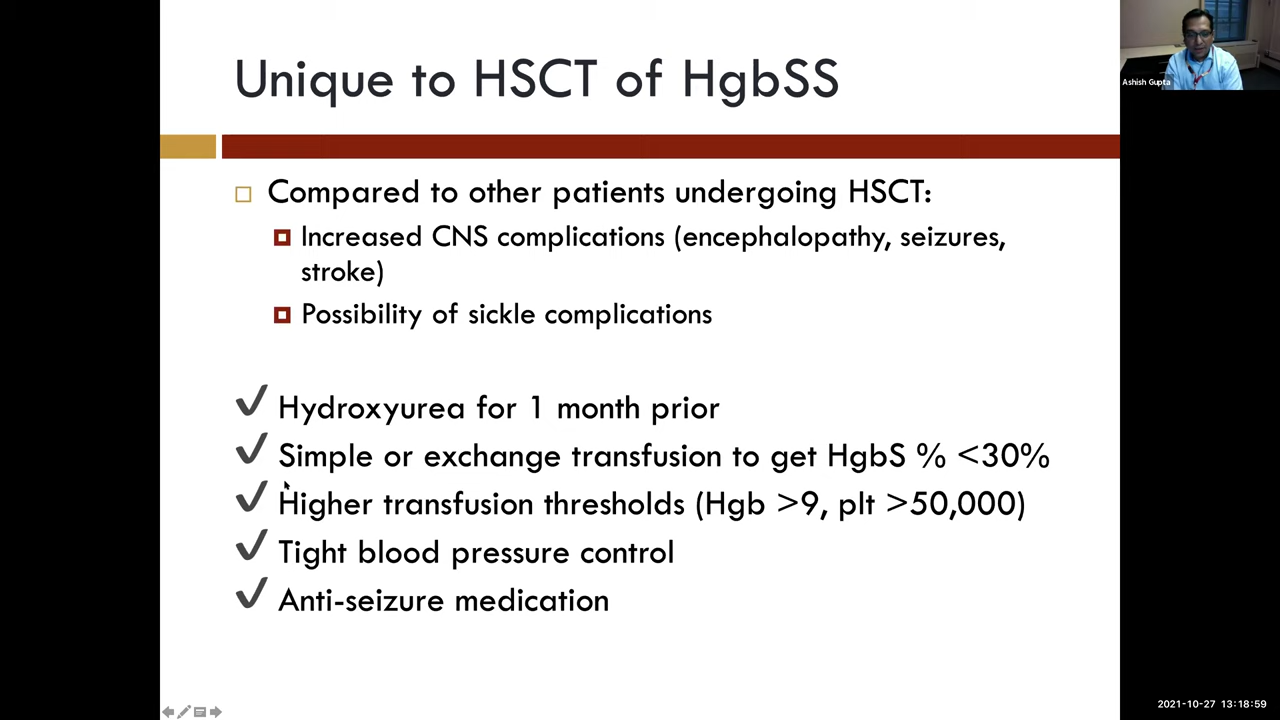 Unique to HSCT of HgbSS
Ashish Gupta
Compared to other patients undergoing HSCT:
Increased CNS complications (encephalopathy, seizures,
stroke)
Possibility of sickle complications
Hydroxyurea for 1 month prior
Simple or exchange transfusion to get HgbS % <30%
Higher transfusion thresholds (Hgb >9, plt >50,000)
Tight blood pressure control
Anti-seizure medication
2021-10-27 13:18:59